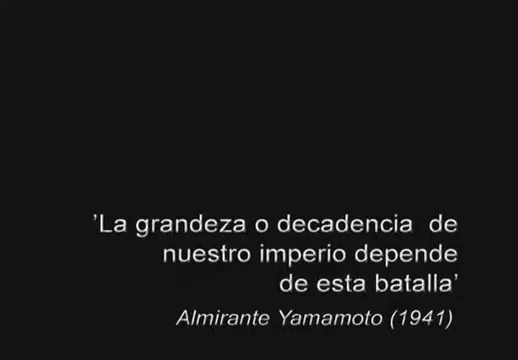 ’La grandeza o decadencia de
nuestro imperio depende
de esta batalla’
Almirante Yamamoto (1941)